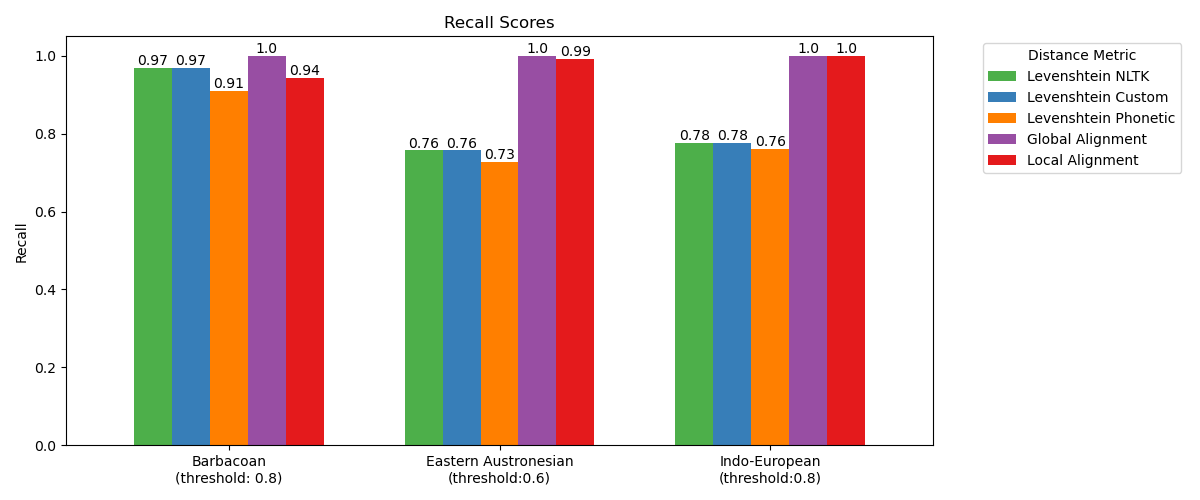 Recall Scores
Recall
1.0
0.8
0.6
0.4
0.2
0.0
0.97
0.97
0.91
1.0
0.94
0.76
0.76
0.73
1.0
0.99
0.78
0.78
0.76
1.0
1.0
Barbacoan
(threshold: 0.8)
Eastern Austronesian
(threshold:0.6)
Indo-European
(threshold:0.8)
Distance Metric
Levenshtein NLTK
Levenshtein Custom
Levenshtein Phonetic
Global Alignment
Local Alignment